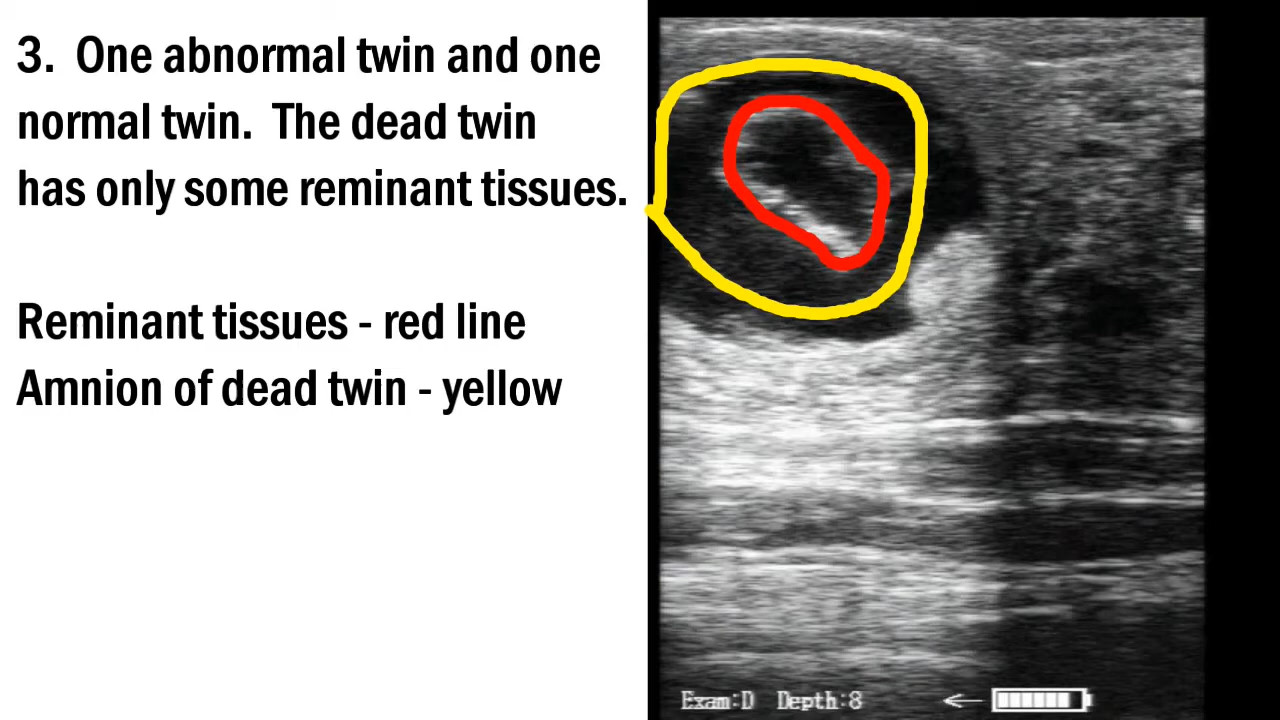 3. One abnormal twin and one
normal twin. The dead twin
has only some reminant tissues.
Reminant tissues - red line
Amnion of dead twin - yellow
Exam:D Depth:8